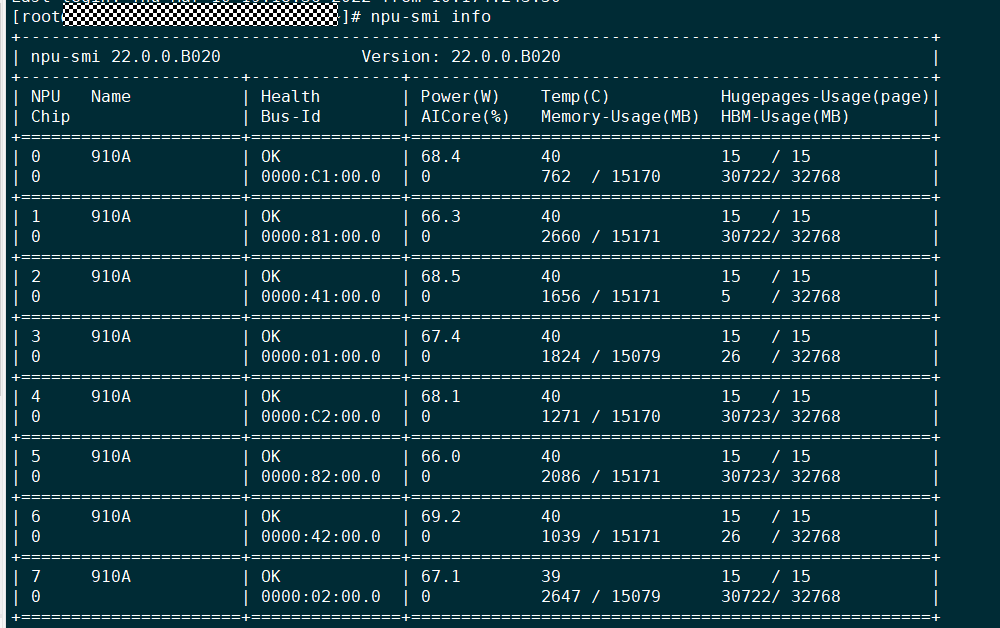 [root ]# npu-smi info
+-------------------------------------------------------------------------------------------+
| npu-smi 22.0.0.B020              Version: 22.0.0.B020                                     |
+----------------------+---------------+----------------------------------------------------+
| NPU   Name           | Health        | Power(W)    Temp(C)           Hugepages-Usage(page)|
| Chip                 | Bus-Id        | AICore(%)   Memory-Usage(MB)  HBM-Usage(MB)        |
+======================+===============+====================================================+
| 0     910A           | OK            | 68.4        40                15   / 15            |
| 0                    | 0000:C1:00.0  | 0           762  / 15170      30722/ 32768         |
+======================+===============+====================================================+
| 1     910A           | OK            | 66.3        40                15   / 15            |
| 0                    | 0000:81:00.0  | 0           2660 / 15171      30722/ 32768         |
+======================+===============+====================================================+
| 2     910A           | OK            | 68.5        40                15   / 15            |
| 0                    | 0000:41:00.0  | 0           1656 / 15171      5    / 32768         |
+======================+===============+====================================================+
| 3     910A           | OK            | 67.4        40                15   / 15            |
| 0                    | 0000:01:00.0  | 0           1824 / 15079      26   / 32768         |
+======================+===============+====================================================+
| 4     910A           | OK            | 68.1        40                15   / 15            |
| 0                    | 0000:C2:00.0  | 0           1271 / 15170      30723/ 32768         |
+======================+===============+====================================================+
| 5     910A           | OK            | 66.0        40                15   / 15            |
| 0                    | 0000:82:00.0  | 0           2086 / 15171      30723/ 32768         |
+======================+===============+====================================================+
| 6     910A           | OK            | 69.2        40                15   / 15            |
| 0                    | 0000:42:00.0  | 0           1039 / 15171      26   / 32768         |
+======================+===============+====================================================+
| 7     910A           | OK            | 67.1        39                15   / 15            |
| 0                    | 0000:02:00.0  | 0           2647 / 15079      30722/ 32768         |
+======================+===============+====================================================+